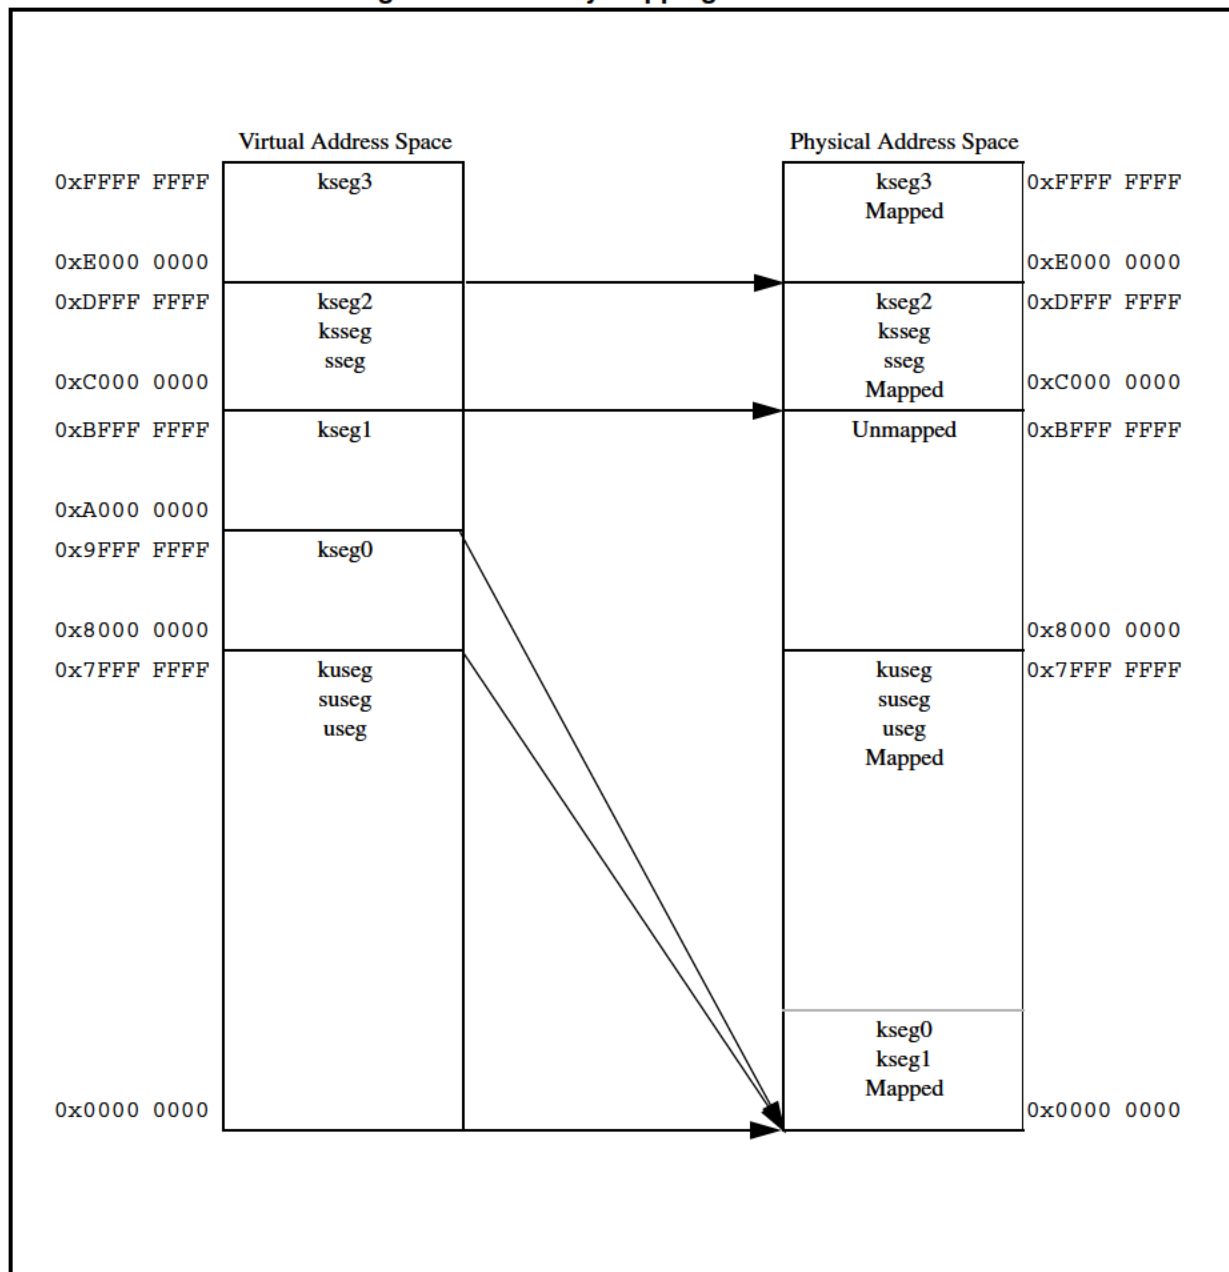 Virtual Address Space
Physical Address Space
0xFFFF FFFF
kseg3
kseg3
0xFFFF FFFF
Mapped
0xE000 0000
0xE000 0000
0xDFFF FFFF
kseg2
kseg2
0xDFFF FFFF
ksseg
ksseg
sseg
sseg
0xC000 0000
Mapped
0xC000 0000
0xBFFF FFFF
kseg1
Unmapped
0xBFFF FFFF
0xA000 0000
0x9FFF FFFF
kseg0
0x8000 0000
0x8000 0000
0x7FFF FFFF
kuseg
kuseg
0x7FFF FFFF
suseg
suseg
useg
useg
Mapped
kseg0
kseg1
Mapped
0x0000 0000
0x0000 0000